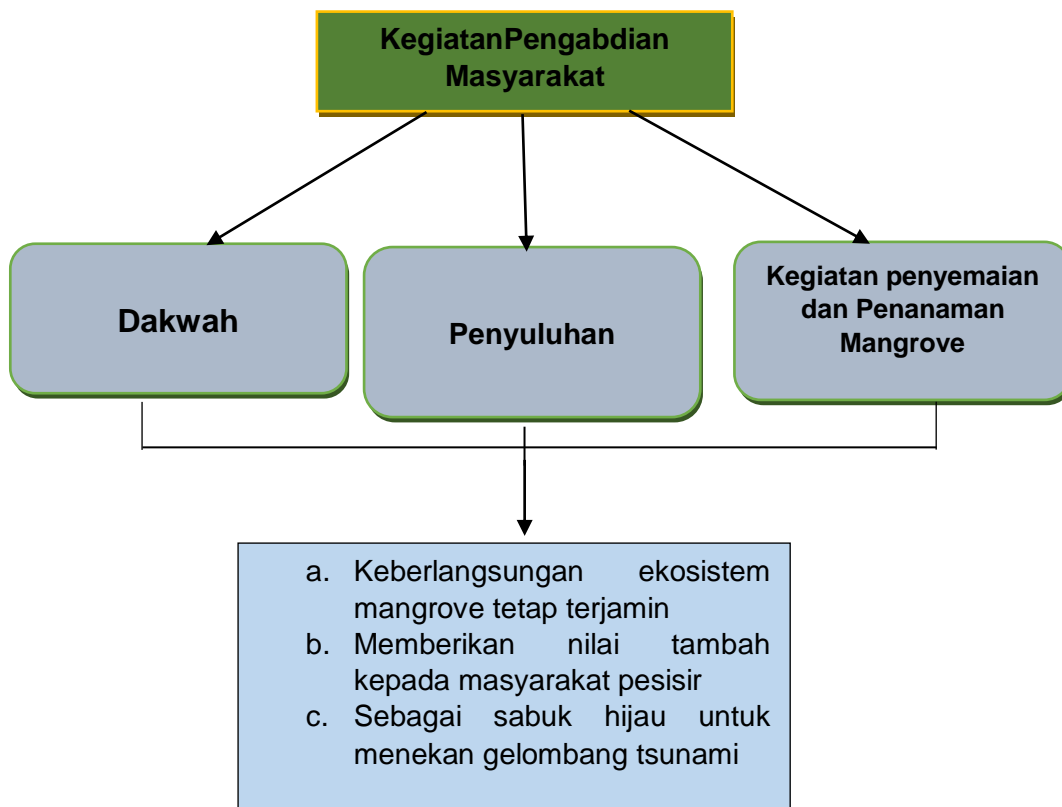 KegiatanPengabdian
Masyarakat
Dakwah
Penyuluhan
Kegiatan penyemaian
dan Penanaman
Mangrove
a. Keberlangsungan ekosistem
mangrove tetap terjamin
b. Memberikan nilai tambah
kepada masyarakat pesisir
c. Sebagai sabuk hijau untuk
menekan gelombang tsunami